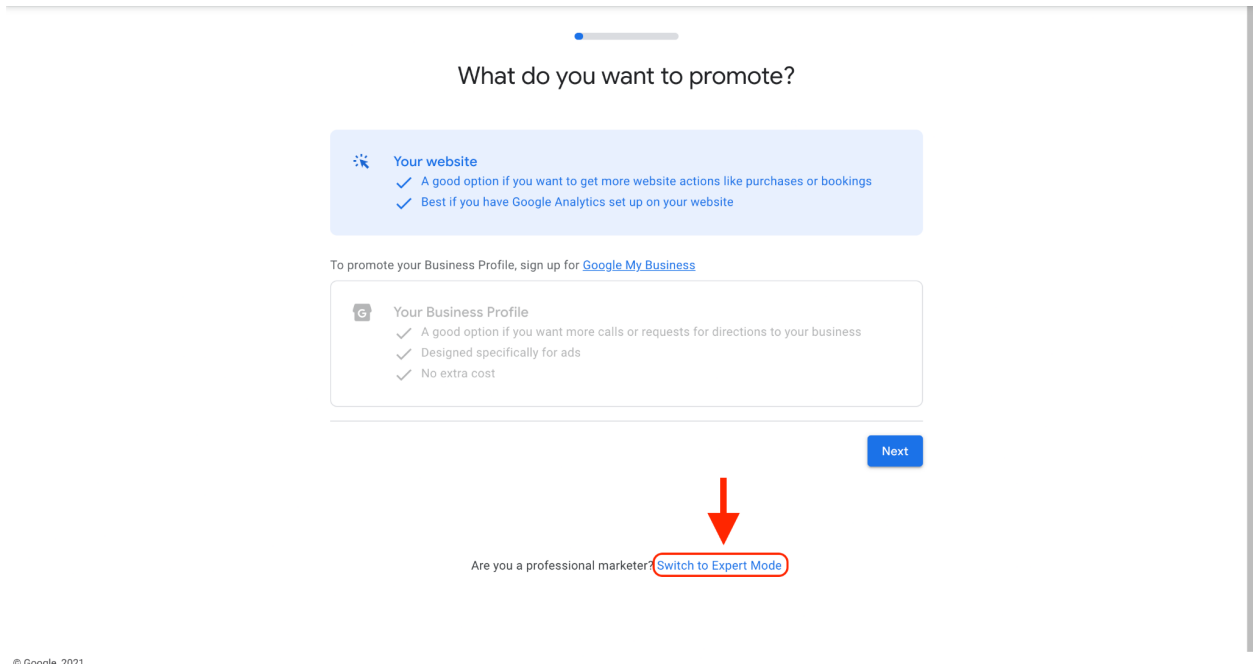 What do you want to promote?
Your website
A good option if you want to get more website actions like purchases or bookings
Best if you have Google Analytics set up on your website
To promote your Business Profile, sign up for Google My Business
G
Your Business Profile
A good option if you want more calls or requests for directions to your business
Designed specifically for ads
No extra cost
Next
Are you a professional marketer? Switch to Expert Mode
© Google, 2021